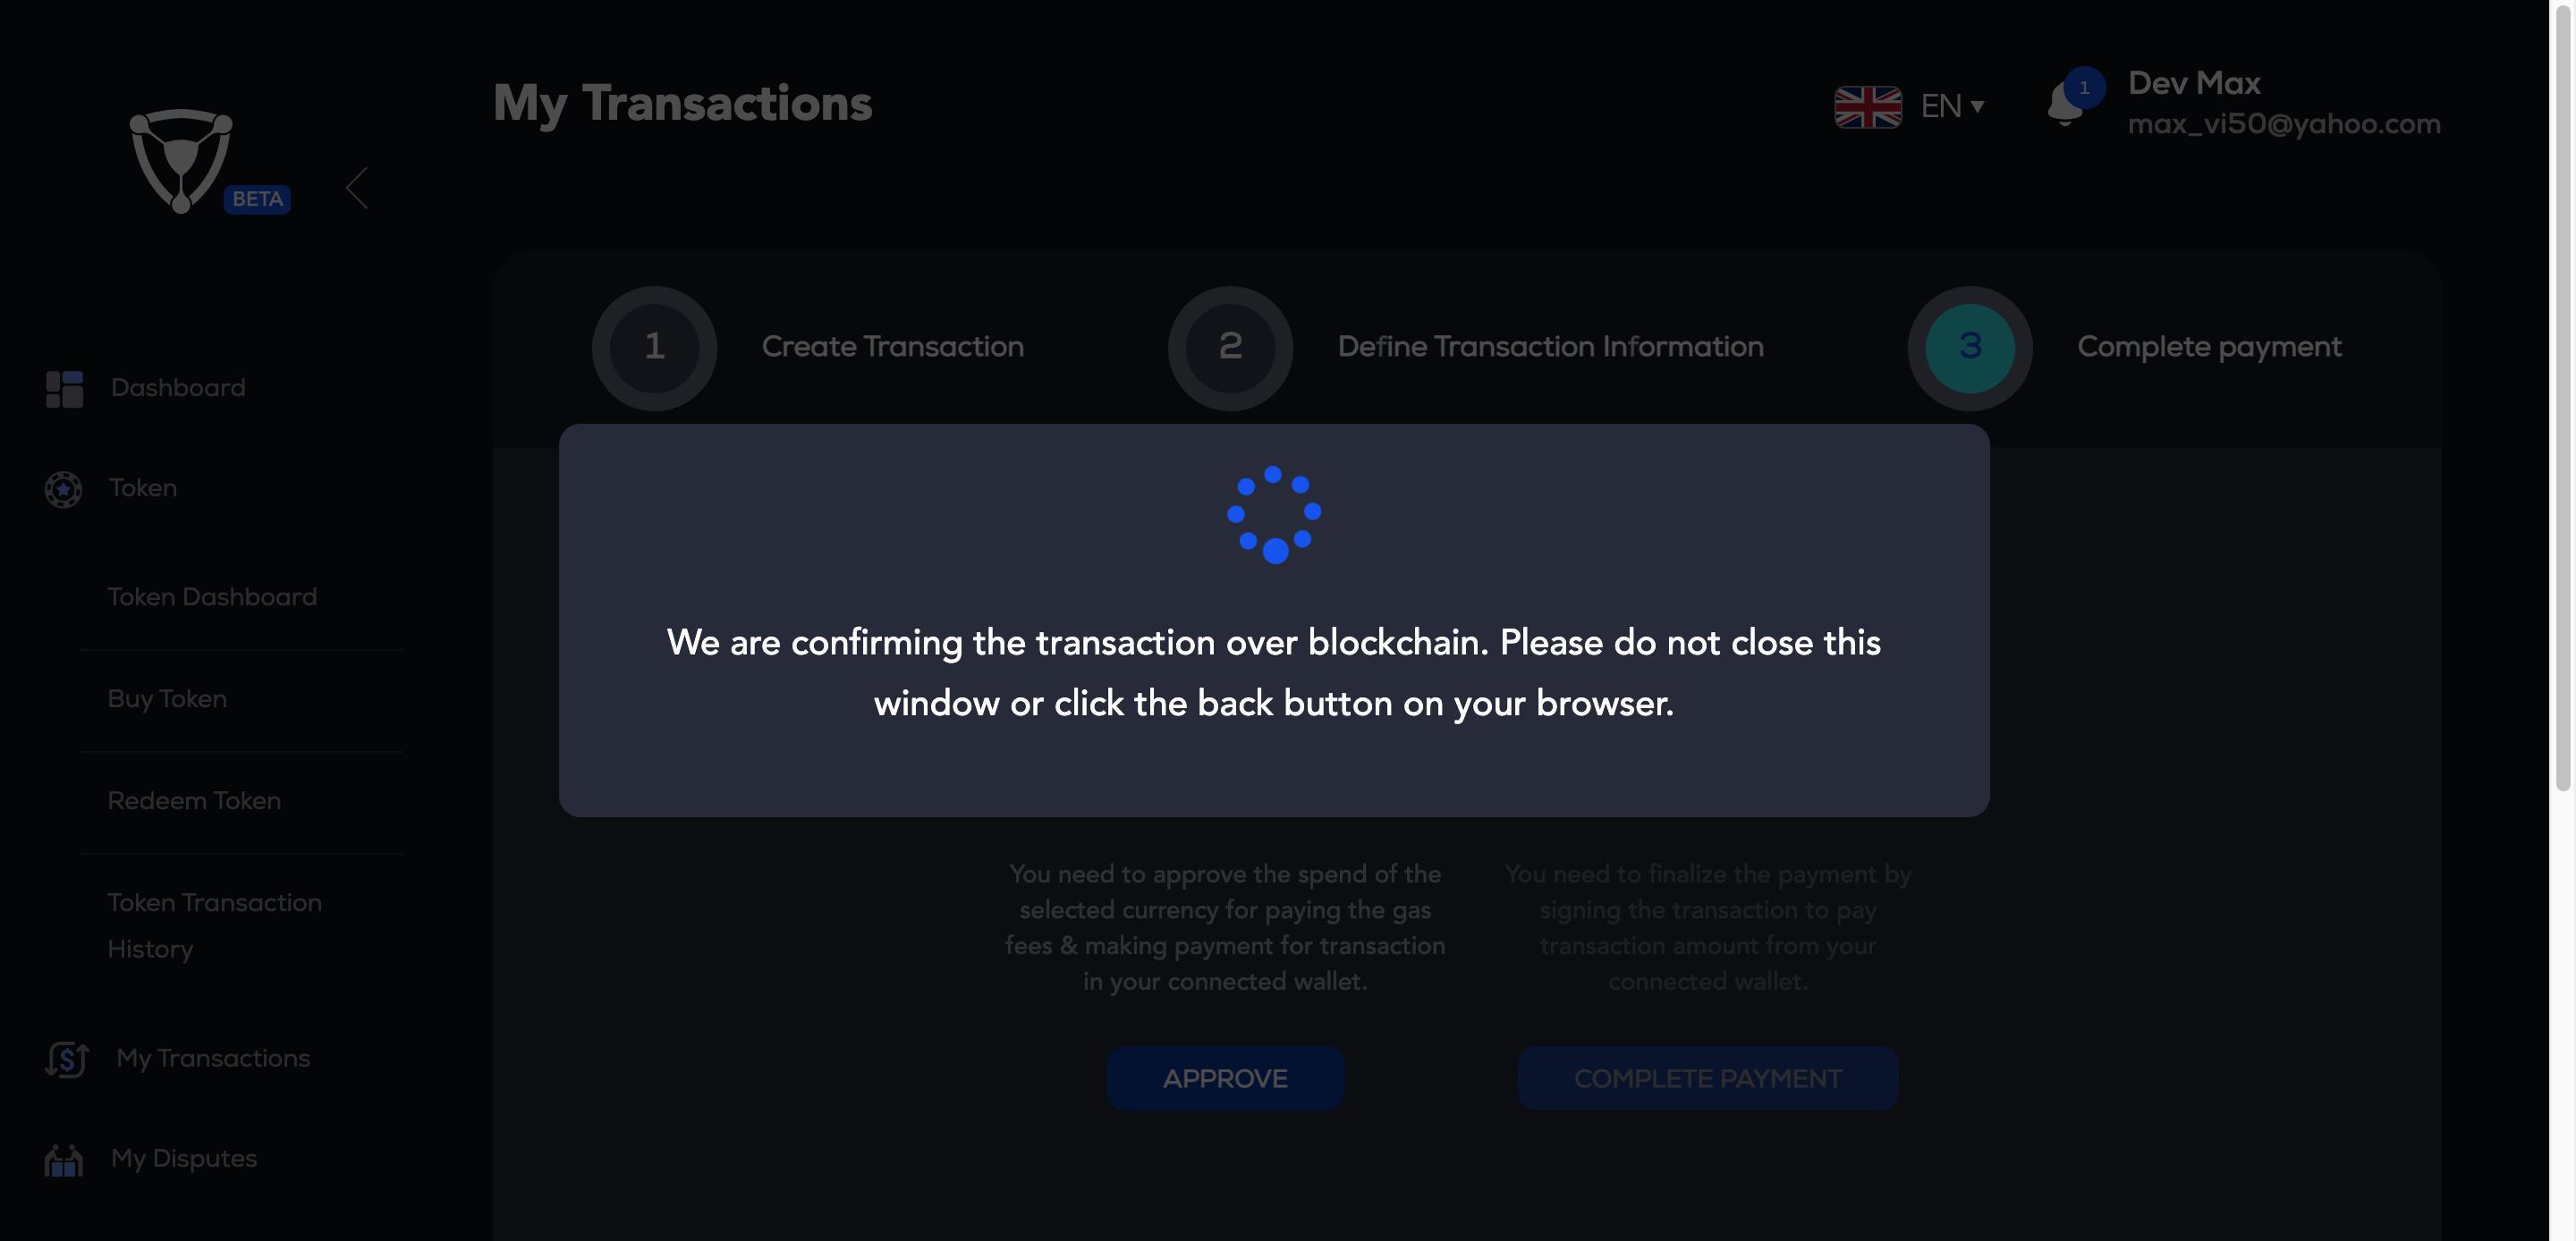 My Transactions
EN
1
Dev Max
max_vi50@yahoo.com
BETA
Dashboard
Token
Token Dashboard
Buy Token
Redeem Token
Token Transaction
History
My Transactions
My Disputes
1
Create Transaction
2
Define Transaction Information
3
Complete payment
We are confirming the transaction over blockchain. Please do not close this
window or click the back button on your browser.
You need to approve the spend of the
selected currency for paying the gas
fees & making payment for transaction
in your connected wallet.
APPROVE
You need to finalize the payment by
signing the transaction to pay
transaction amount from your
connected wallet.
COMPLETE PAYMENT